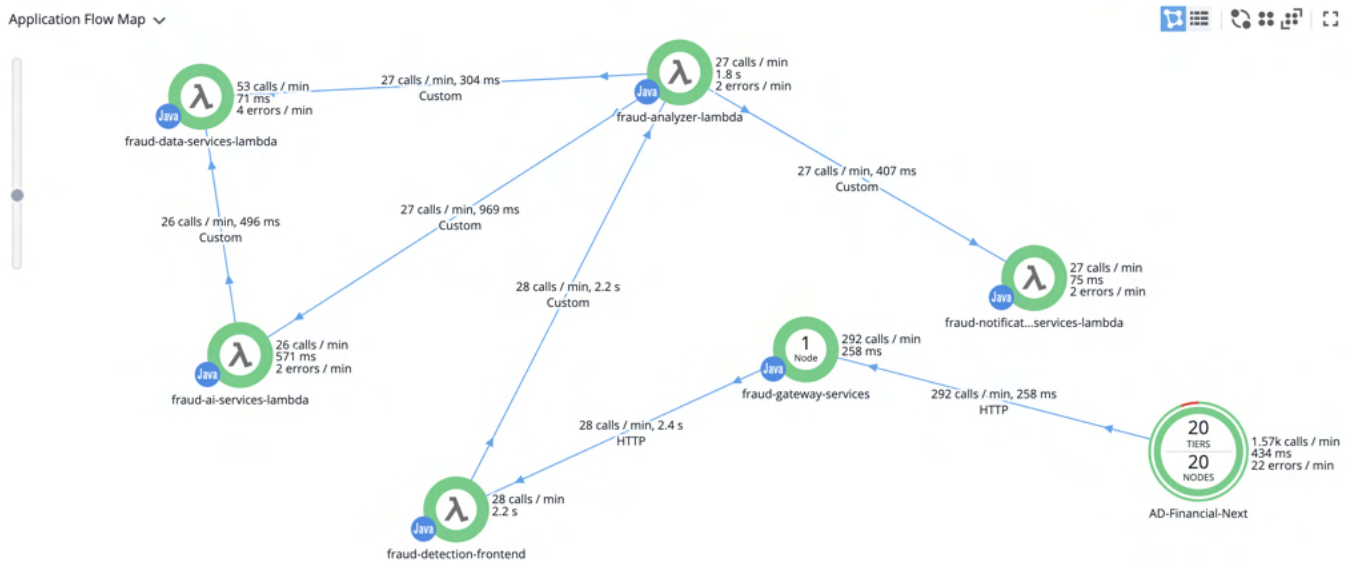 Application Flow Map
27 calls / min
1.8 s
2 errors / min
Java
fraud-analyzer-lambda
27 calls / min, 304 ms
Custom
53 calls / min
71 ms
4 errors / min
Java
fraud-data-services-lambda
27 calls / min, 407 ms
Custom
27 calls / min, 969 ms
Custom
26 calls / min, 496 ms
Custom
28 calls / min, 2.2 s
Custom
27 calls / min
75 ms
2 errors / min
Java
fraud-notificat...services-lambda
26 calls / min
571 ms
2 errors / min
Java
fraud-ai-services-lambda
1
Node
292 calls / min
258 ms
Java
fraud-gateway-services
292 calls / min, 258 ms
HTTP
28 calls / min, 2.4 s
HTTP
20
TIERS
20
NODES
1.57k calls / min
434 ms
22 errors / min
AD-Financial-Next
28 calls / min
2.2 s
Java
fraud-detection-frontend